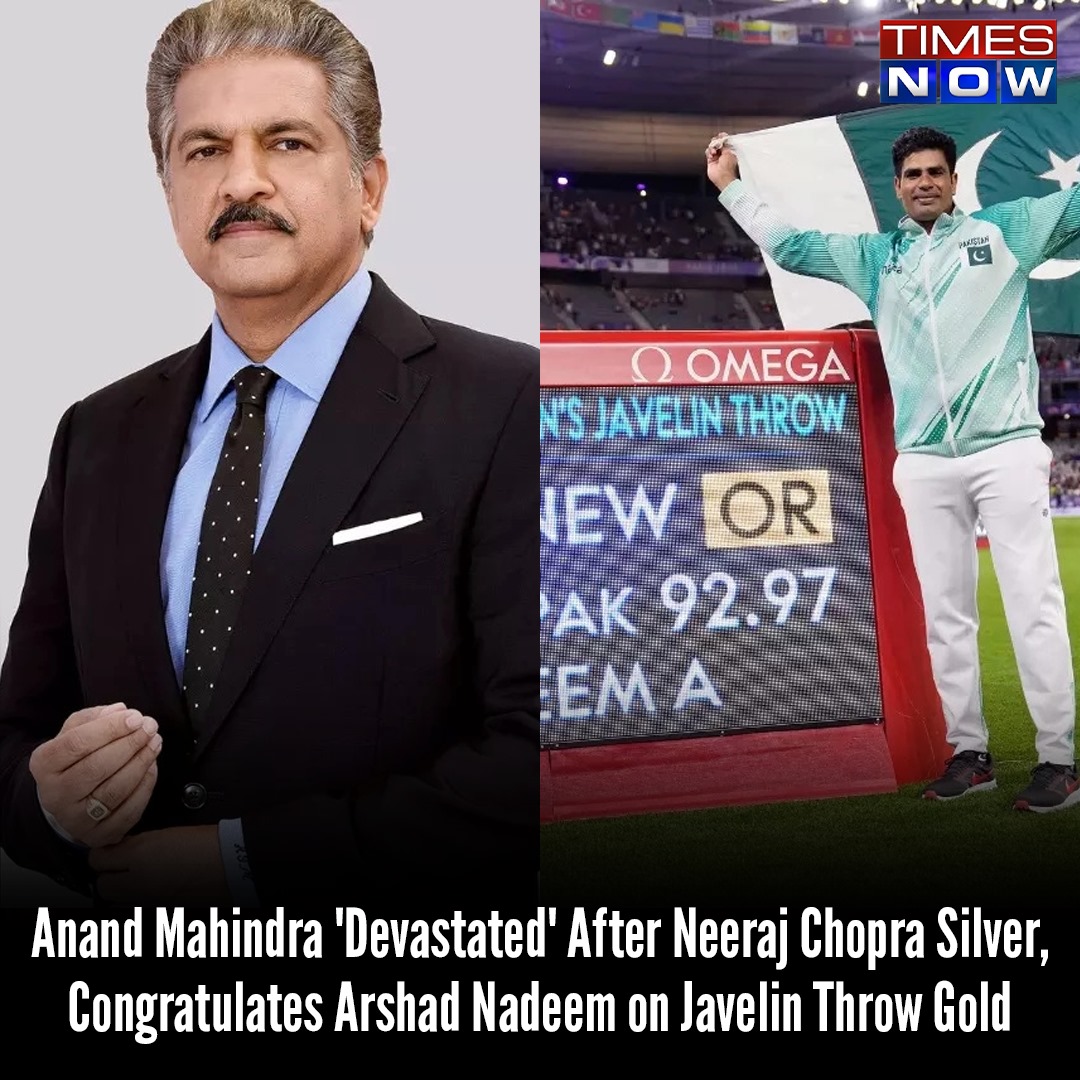 TIMES
NOW
PAKISTAN
Ω OMEGA
N'S JAVELIN THROW
NEW OR
PAK 92.97
EEM A
Anand Mahindra 'Devastated' After Neeraj Chopra Silver,
Congratulates Arshad Nadeem on Javelin Throw Gold